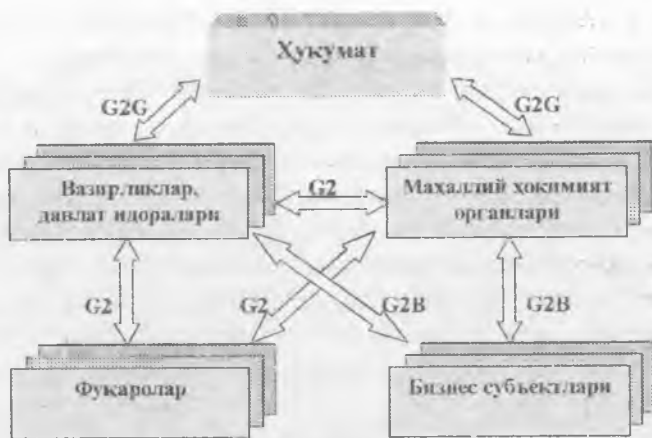 Ҳукумат
G2G
G2G
Вазирликлар,
давлат идоралари
G2
Маҳаллий ҳокимият
органлари
G2
G2
G2B
G2B
Фуқаролар
Бизнес субъектлари